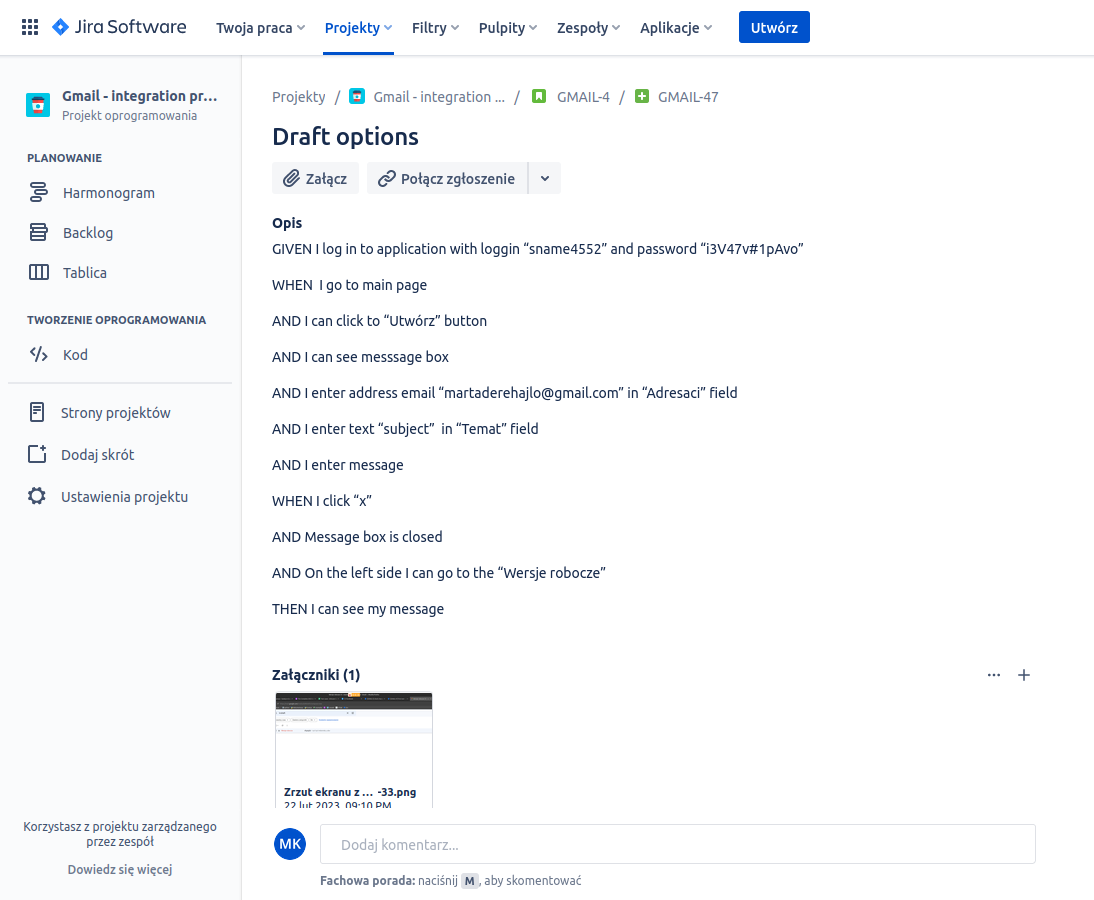 Jira Software Twoja praca Projekty Filtry Pulpity Zespoły Aplikacje Utwórz
Gmail - integration pr...
Projekt oprogramowania
PLANOWANIE
Harmonogram
Backlog
Tablica
TWORZENIE OPROGRAMOWANIA
Kod
Strony projektów
Dodaj skrót
Ustawienia projektu
Korzystasz z projektu zarządzanego
przez zespół
Dowiedz się więcej
Projekty / Gmail - integration ... / GMAIL-4 / GMAIL-47
Draft options
Załącz Połącz zgłoszenie
Opis
GIVEN I log in to application with loggin “sname4552” and password “i3V47v#1pAvo”
WHEN  I go to main page
AND I can click to “Utwórz” button
AND I can see messsage box
AND I enter address email “martaderehajlo@gmail.com” in “Adresaci” field
AND I enter text “subject”  in “Temat” field
AND I enter message
WHEN I click “x”
AND Message box is closed
AND On the left side I can go to the “Wersje robocze”
THEN I can see my message
Załączniki (1)
Zrzut ekranu z ... -33.png
22 lut 2023, 09:10 PM
MK Dodaj komentarz...
Fachowa porada: naciśnij M, aby skomentować